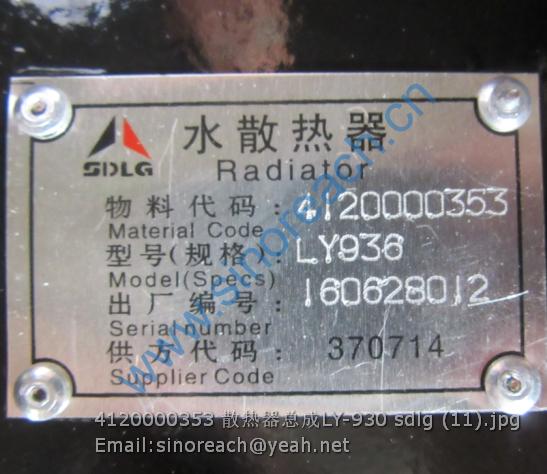 水散热器
SDLG
Radiator
物料代码: 4120000353
Material Code
型号(规格) LY936
Model(Specs)
出厂编号: 160628012
Serial number
供方代码: 370714
Supplier Code
www.sinoreach.cn
4120000353 散热器总成LY-930 sdlg (11).jpg
Email:sinoreach@yeah.net